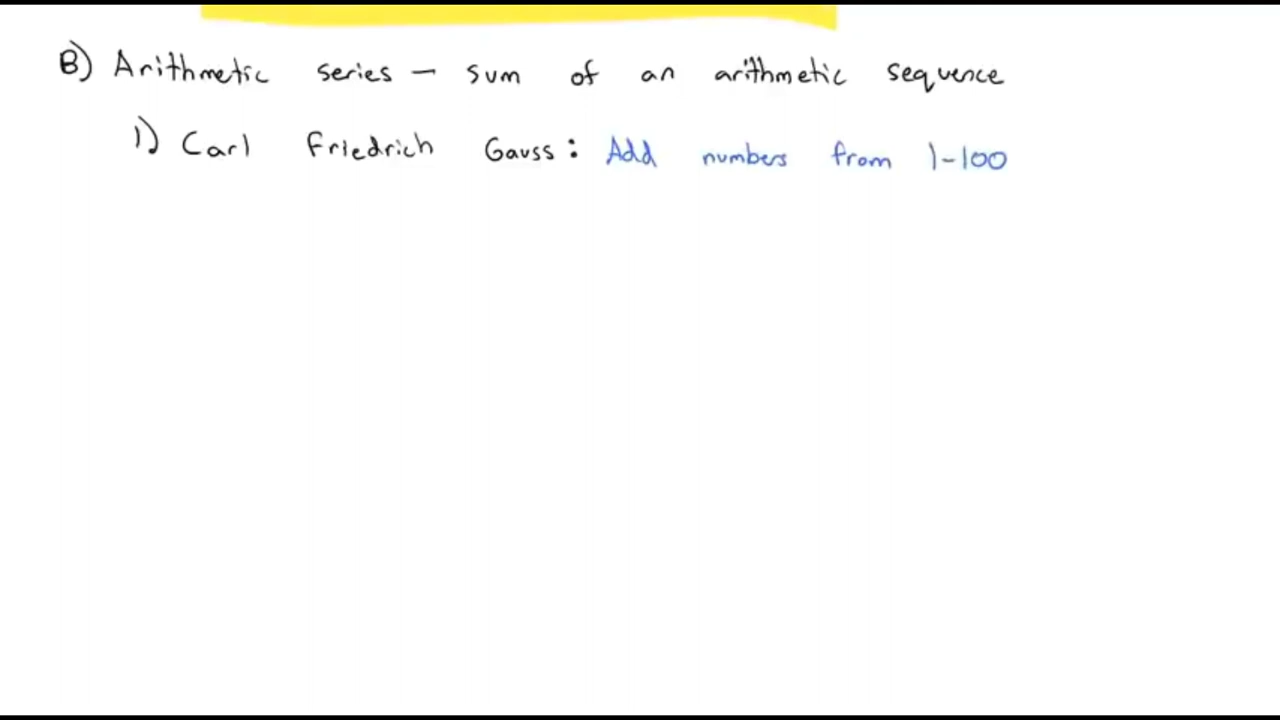 B) Arithmetic series – sum of an arithmetic sequence
1) Carl Friedrich Gauss: Add numbers from 1-100